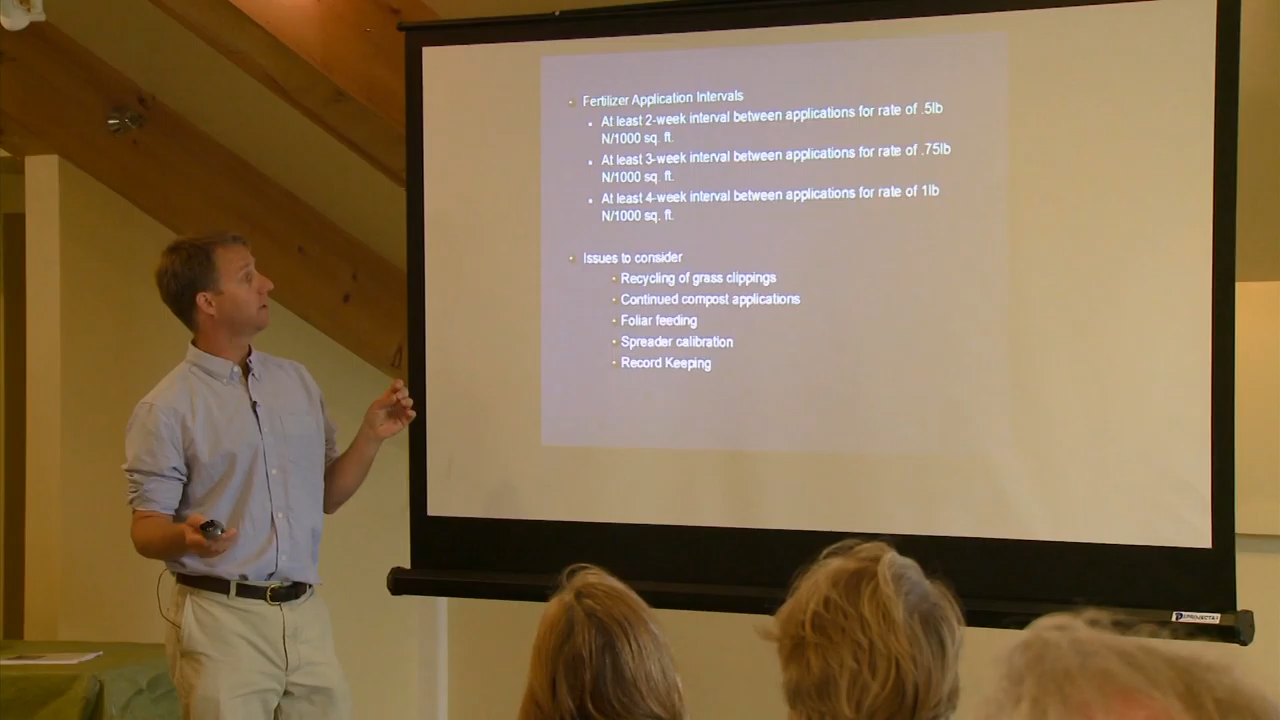 Fertilizer Application Intervals
At least 2-week interval between applications for rate of .5lb
N/1000 sq. ft.
At least 3-week interval between applications for rate of .75lb
N/1000 sq. ft.
At least 4-week interval between applications for rate of 1lb
N/1000 sq. ft.
Issues to consider
Recycling of grass clippings
Continued compost applications
Foliar feeding
Spreader calibration
Record Keeping